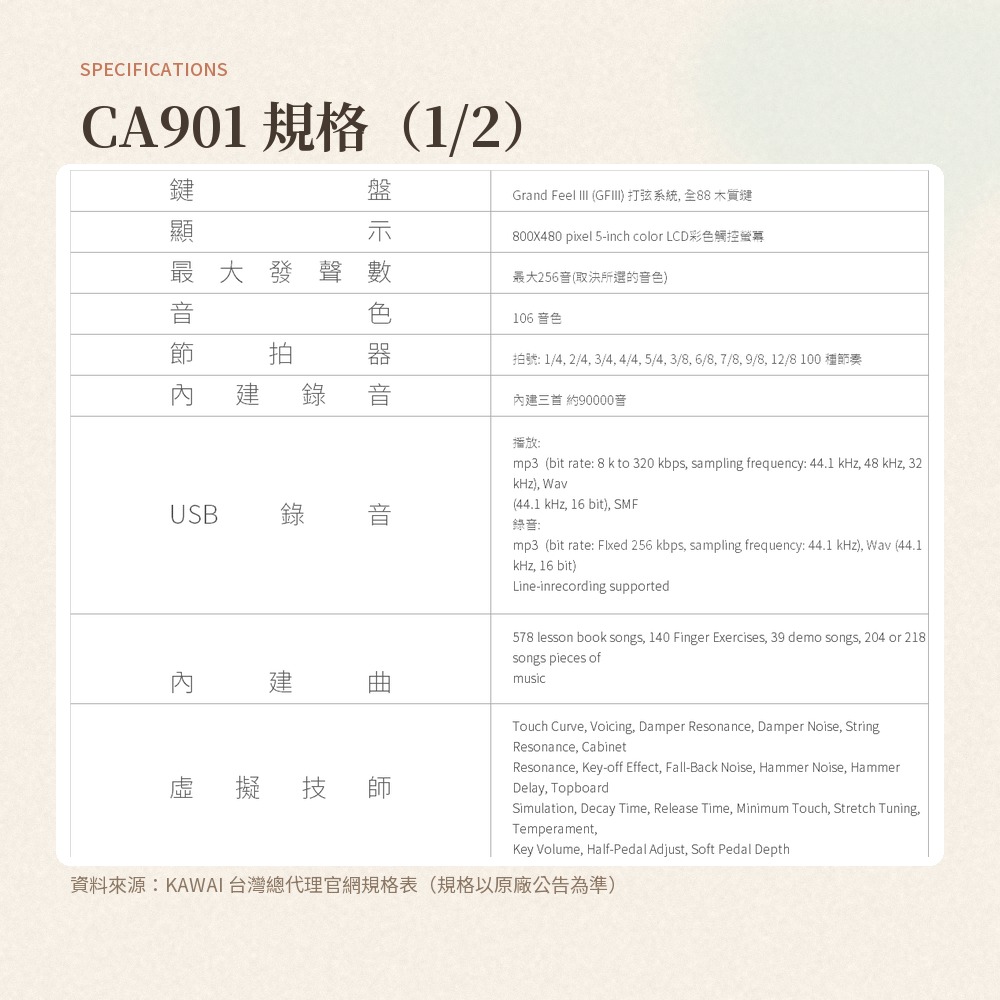 SPECIFICATIONS
CA901 規格（1/2）
鍵盤 Grand Feel III (GFIII) 打弦系統, 全88 木質鍵
顯示 800X480 pixel 5-inch color LCD彩色觸控螢幕
最大發聲數 最大256音(取決所選的音色)
音色 106 音色
節拍器 拍號: 1/4, 2/4, 3/4, 4/4, 5/4, 3/8, 6/8, 7/8, 9/8, 12/8 100 種節奏
內建錄音 內建三首 約90000音
USB 錄音
播放:
mp3 (bit rate: 8 k to 320 kbps, sampling frequency: 44.1 kHz, 48 kHz, 32
kHz), Wav
(44.1 kHz, 16 bit), SMF
錄音:
mp3 (bit rate: FIxed 256 kbps, sampling frequency: 44.1 kHz), Wav (44.1
kHz, 16 bit)
Line-inrecording supported
內建曲
578 lesson book songs, 140 Finger Exercises, 39 demo songs, 204 or 218
songs pieces of
music
虛擬技師
Touch Curve, Voicing, Damper Resonance, Damper Noise, String
Resonance, Cabinet
Resonance, Key-off Effect, Fall-Back Noise, Hammer Noise, Hammer
Delay, Topboard
Simulation, Decay Time, Release Time, Minimum Touch, Stretch Tuning,
Temperament,
Key Volume, Half-Pedal Adjust, Soft Pedal Depth
資料來源：KAWAI 台灣總代理官網規格表（規格以原廠公告為準）